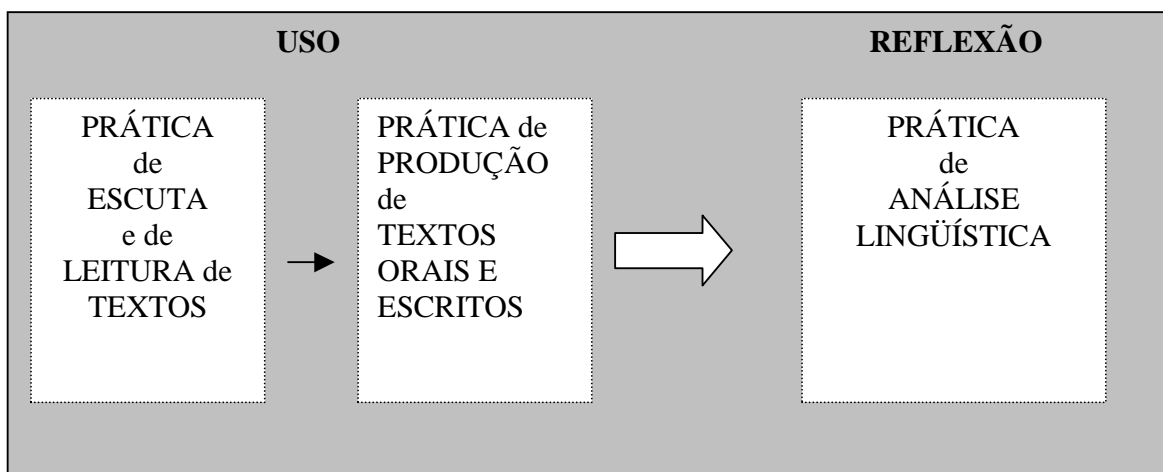 USO
REFLEXÃO
PRÁTICA
de
ESCUTA
e de
LEITURA de
TEXTOS
PRÁTICA de
PRODUÇÃO
de
TEXTOS
ORAIS E
ESCRITOS
PRÁTICA
de
ANÁLISE
LINGÜÍSTICA